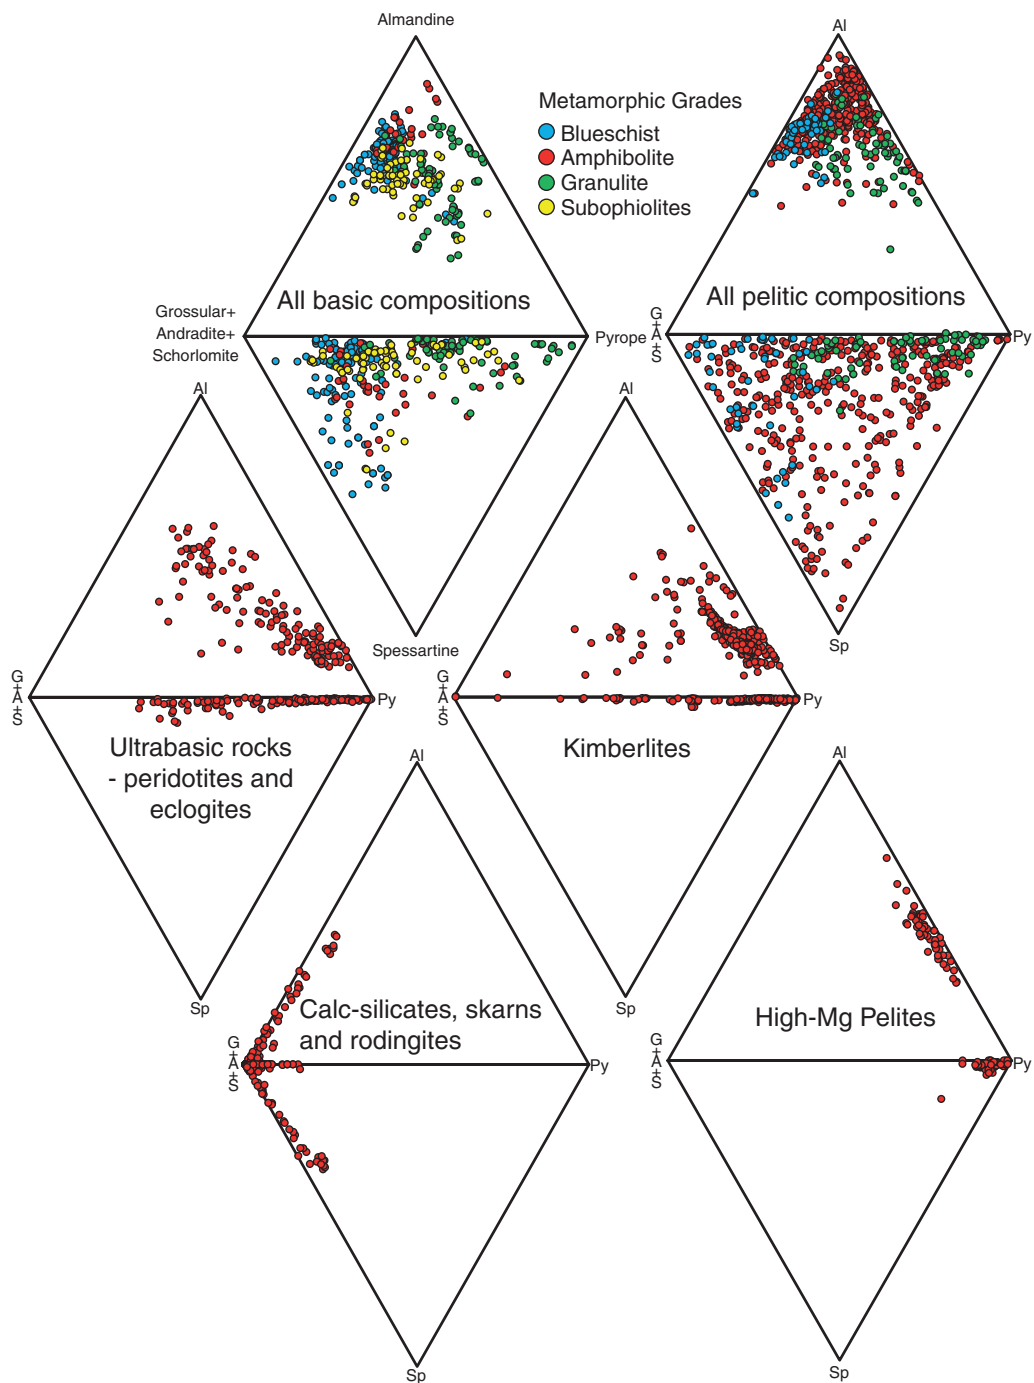 Almandine
Al
Metamorphic Grades
Blueschist
Amphibolite
Granulite
Subophiolites
All basic compositions
All pelitic compositions
Grossular+
Andradite+
Schorlomite
Pyrope
G
+
A
+
S
Py
Spessartine
Sp
Al
G
+
A
+
S
Py
Ultrabasic rocks
- peridotites and
eclogites
Sp
Al
G
+
A
+
S
Py
Kimberlites
Sp
Al
G
+
A
+
S
Py
Calc-silicates, skarns
and rodingites
Sp
Al
G
+
A
+
S
Py
High-Mg Pelites
Sp